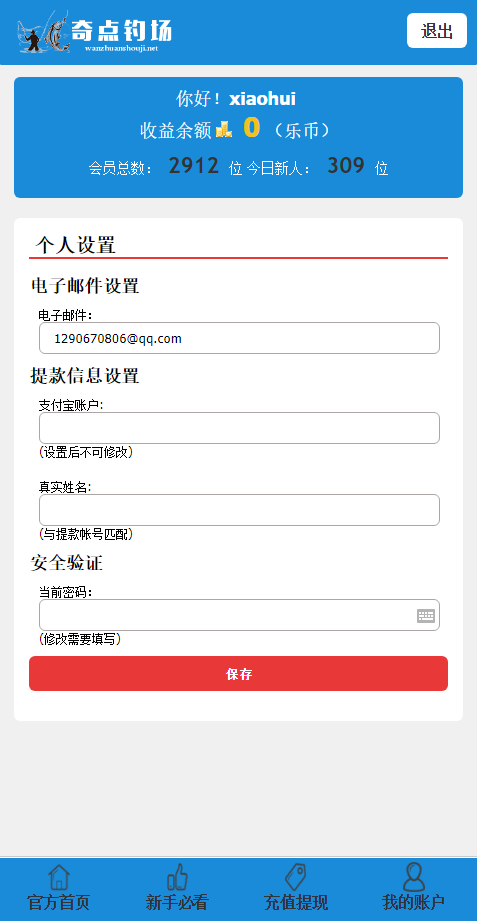 奇点钓场
wanzhuanshouji.net
退出
你好！xiaohui
收益余额 0 （乐币）
会员总数： 2912 位 今日新人： 309 位
个人设置
电子邮件设置
电子邮件：
1290670806@qq.com
提款信息设置
支付宝账户：
(设置后不可修改)
真实姓名：
(与提款帐号匹配)
安全验证
当前密码：
(修改需要填写)
保存
官方首页 新手必看 充值提现 我的账户